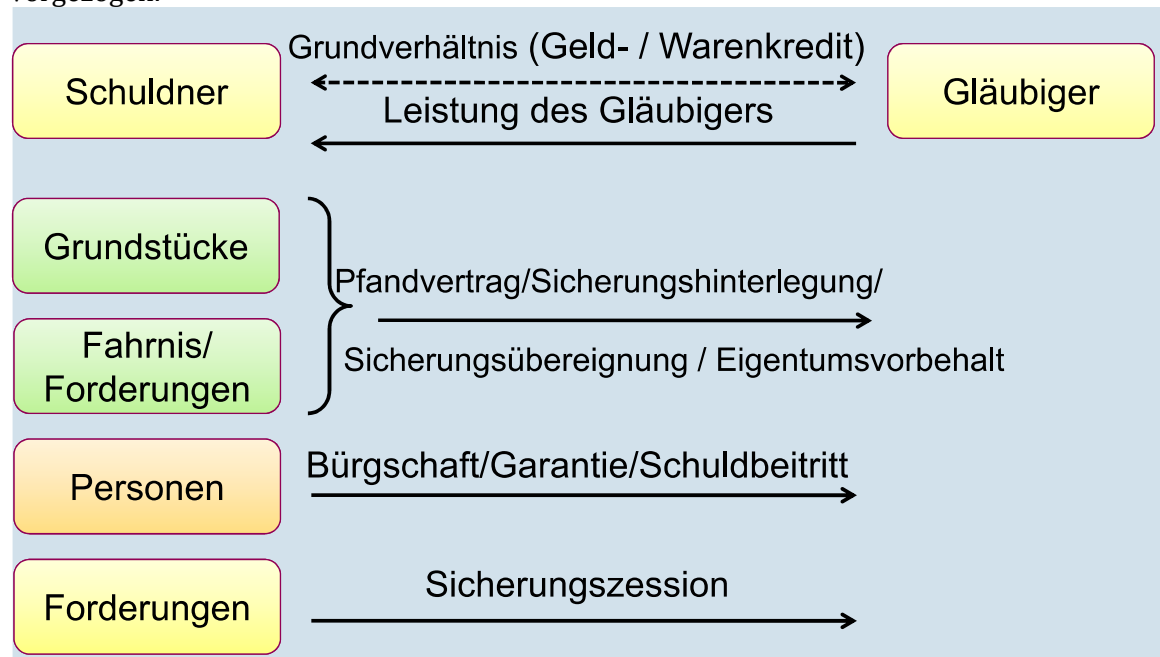 vorgezogen.
Grundverhältnis (Geld- / Warenkredit)
Schuldner
Gläubiger
Leistung des Gläubigers
Grundstücke
Pfandvertrag/Sicherungshinterlegung/
Fahrnis/
Forderungen
Sicherungsübereignung / Eigentumsvorbehalt
Personen
Bürgschaft/Garantie/Schuldbeitritt
Forderungen
Sicherungszession